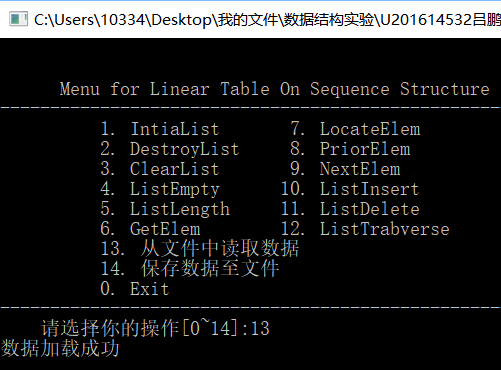 C:\Users\10334\Desktop\我的文件\数据结构实验\U201614532吕鹏
Menu for Linear Table On Sequence Structure
1. IntiaList 7. LocateElem
2. DestroyList 8. PriorElem
3. ClearList 9. NextElem
4. ListEmpty 10. ListInsert
5. ListLength 11. ListDelete
6. GetElem 12. ListTrabverse
13. 从文件中读取数据
14. 保存数据至文件
0. Exit
请选择你的操作[0~14]:13
数据加载成功